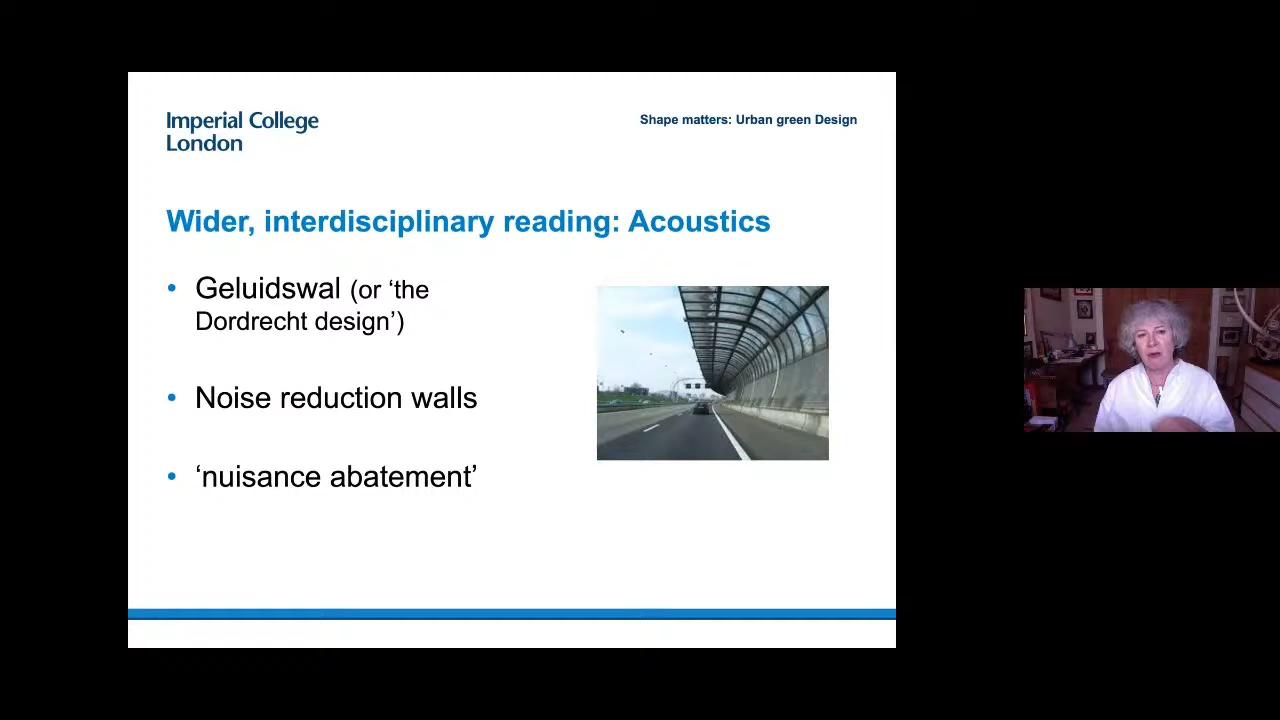 Imperial College
London
Shape matters: Urban green Design
Wider, interdisciplinary reading: Acoustics
• Geluidswal (or ‘the
Dordrecht design’)
• Noise reduction walls
• ‘nuisance abatement’